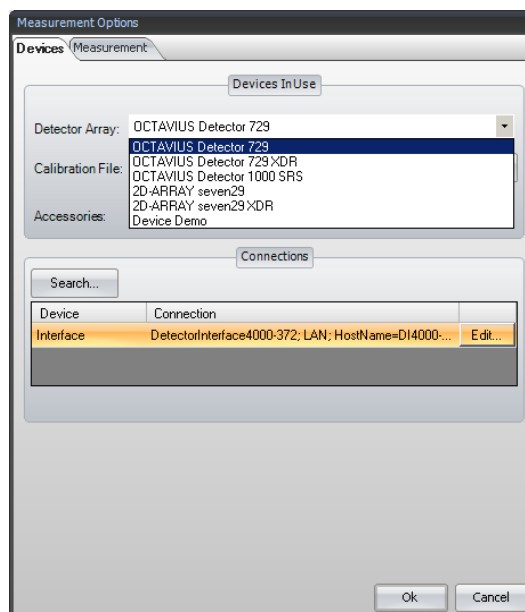 Measurement Options
Devices Measurement
Devices In Use
Detector Array: OCTAVIUS Detector 729
OCTAVIUS Detector 729
Calibration File: OCTAVIUS Detector 729 XDR
OCTAVIUS Detector 1000 SRS
2D-ARRAY seven29
2D-ARRAY seven29 XDR
Accessories: Device Demo
Connections
Search...
Device Connection
Interface DetectorInterface4000-372; LAN; HostName=DI4000-... Edit...
Ok Cancel